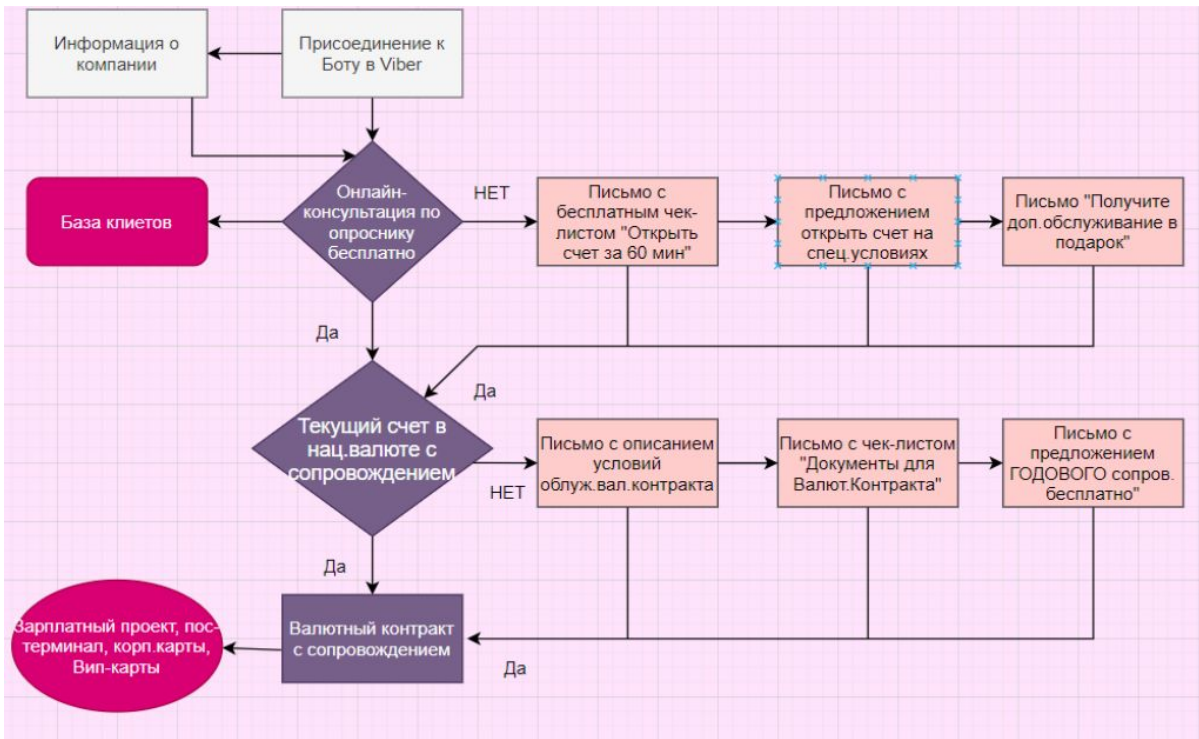 Информация о
компании
Присоединение к
Боту в Viber
База клиетов
Онлайн-
консультация по
опроснику
бесплатно
НЕТ
Письмо с
бесплатным чек-
листом "Открыть
счет за 60 мин"
Письмо с
предложением
открыть счет на
спец.условиях
Письмо "Получите
доп.обслуживание в
подарок"
Да
Да
Текущий счет в
нац.валюте с
сопровождением
НЕТ
Письмо с описанием
условий
облуж.вал.контракта
Письмо с чек-листом
"Документы для
Валют.Контракта"
Письмо с
предложением
ГОДОВОГО сопров.
бесплатно"
Да
Зарплатный проект, пос-
терминал, корп.карты,
Вип-карты
Валютный контракт
с сопровождением
Да